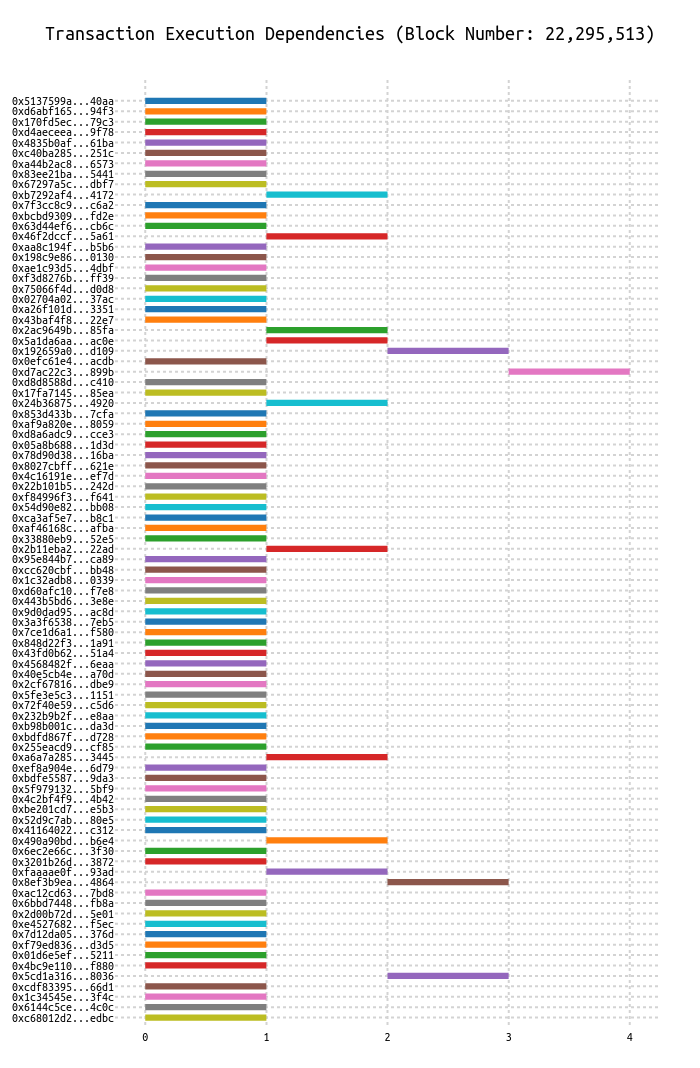 Transaction Execution Dependencies (Block Number: 22,295,513)
0x5137599a...40aa
0xd6abf165...94f3
0x170fd5ec...79c3
0xd4aeceea...9f78
0x4835b0af...61ba
0xc40ba285...251c
0xa44b2ac8...6573
0x83ee21ba...5441
0x67297a5c...dbf7
0xb7292af4...4172
0x7f3cc8c9...c6a2
0xbcbd9309...fd2e
0x63d44ef6...cb6c
0x46f2dccf...5a61
0xaa8c194f...b5b6
0x198c9e86...0130
0xae1c93d5...4dbf
0xf3d8276b...ff39
0x75066f4d...d0d8
0x02704a02...37ac
0xa26f101d...3351
0x43baf4f8...22e7
0x2ac9649b...85fa
0x5a1da6aa...ac0e
0x192659a0...d109
0x0efc61e4...acdb
0xd7ac22c3...899b
0xd8d8588d...c410
0x17fa7145...85ea
0x24b36875...4920
0x853d433b...7cfa
0xaf9a820e...8059
0xd8a6adc9...cce3
0x05a8b688...1d3d
0x78d90d38...16ba
0x8027cbff...621e
0x4c16191e...ef7d
0x22b101b5...242d
0xf84996f3...f641
0x54d90e82...bb08
0xca3af5e7...b8c1
0xaf46168c...afba
0x33880eb9...52e5
0x2b11eba2...22ad
0x95e844b7...ca89
0xcc620cbf...bb48
0x1c32adb8...0339
0xd60afc10...f7e8
0x443b5bd6...3e8e
0x9d0dad95...ac8d
0x3a3f6538...7eb5
0x7ce1d6a1...f580
0x848d22f3...1a91
0x43fd0b62...51a4
0x4568482f...6eaa
0x40e5cb4e...a70d
0x2cf67816...dbe9
0x5fe3e5c3...1151
0x72f40e59...c5d6
0x232b9b2f...e8aa
0xb98b001c...da3d
0xbdfd867f...d728
0x255eacd9...cf85
0xa6a7a285...3445
0xef8a904e...6d79
0xbdfe5587...9da3
0x5f979132...5bf9
0x4c2bf4f9...4b42
0xbe201cd7...e5b3
0x52d9c7ab...80e5
0x41164022...c312
0x490a90bd...b6e4
0x6ec2e66c...3f30
0x3201b26d...3872
0xfaaaae0f...93ad
0x8ef3b9ea...4864
0xac12cd63...7bd8
0x6bbd7448...fb8a
0x2d00b72d...5e01
0xe4527682...f5ec
0x7d12da05...376d
0xf79ed836...d3d5
0x01d6e5ef...5211
0x4bc9e110...f880
0x5cd1a316...8036
0xcdf83395...66d1
0x1c34545e...3f4c
0x6144c5ce...4c0c
0xc68012d2...edbc
0 1 2 3 4